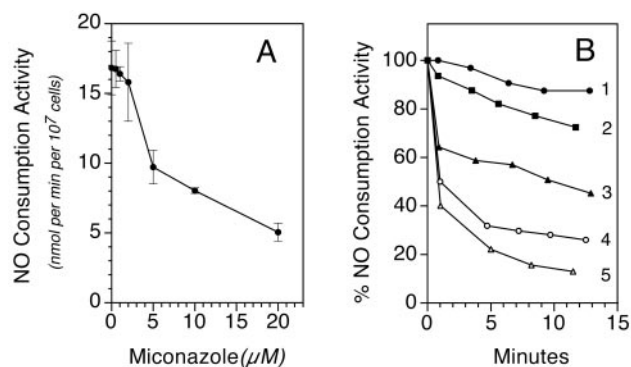 A
NO Consumption Activity
(nmol per min per 10⁷ cells)
20
15
10
5
0
0 5 10 15 20
Miconazole(μM)
B
% NO Consumption Activity
100
80
60
40
20
0
1
2
3
4
5
0 5 10 15
Minutes